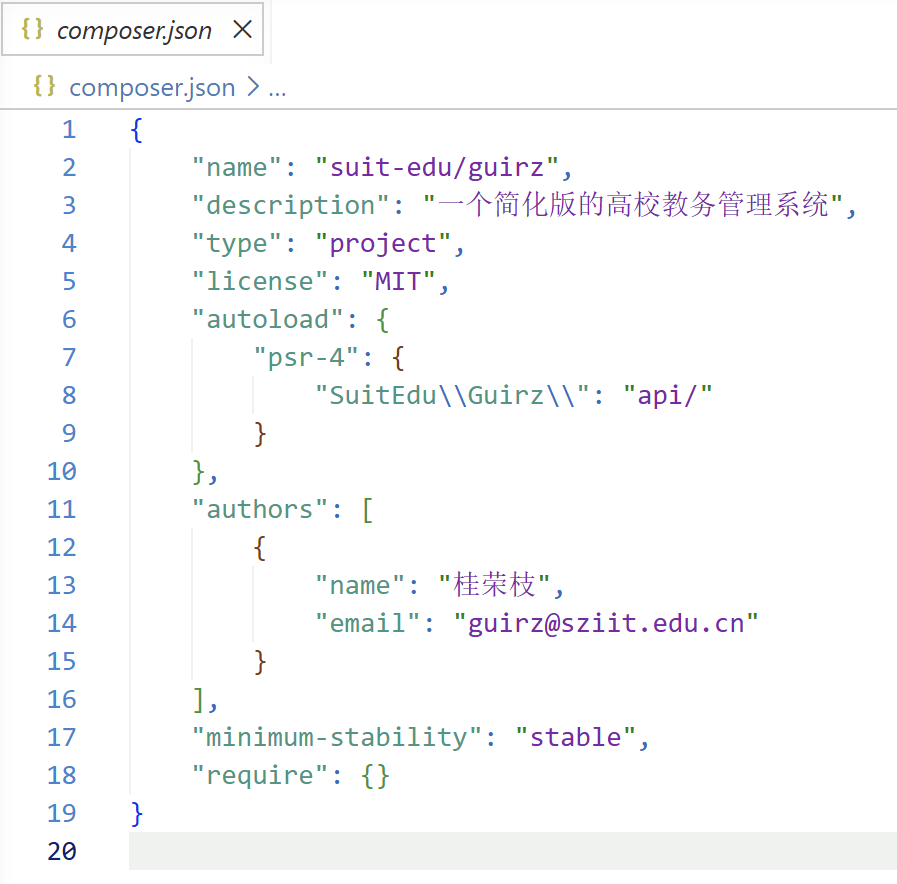 {} composer.json ×
{} composer.json > ...
1 {
2     "name": "suit-edu/guirz",
3     "description": "一个简化版的高校教务管理系统",
4     "type": "project",
5     "license": "MIT",
6     "autoload": {
7         "psr-4": {
8             "SuitEdu\\Guirz\\": "api/"
9         }
10     },
11     "authors": [
12         {
13             "name": "桂荣枝",
14             "email": "guirz@sziit.edu.cn"
15         }
16     ],
17     "minimum-stability": "stable",
18     "require": {}
19 }
20